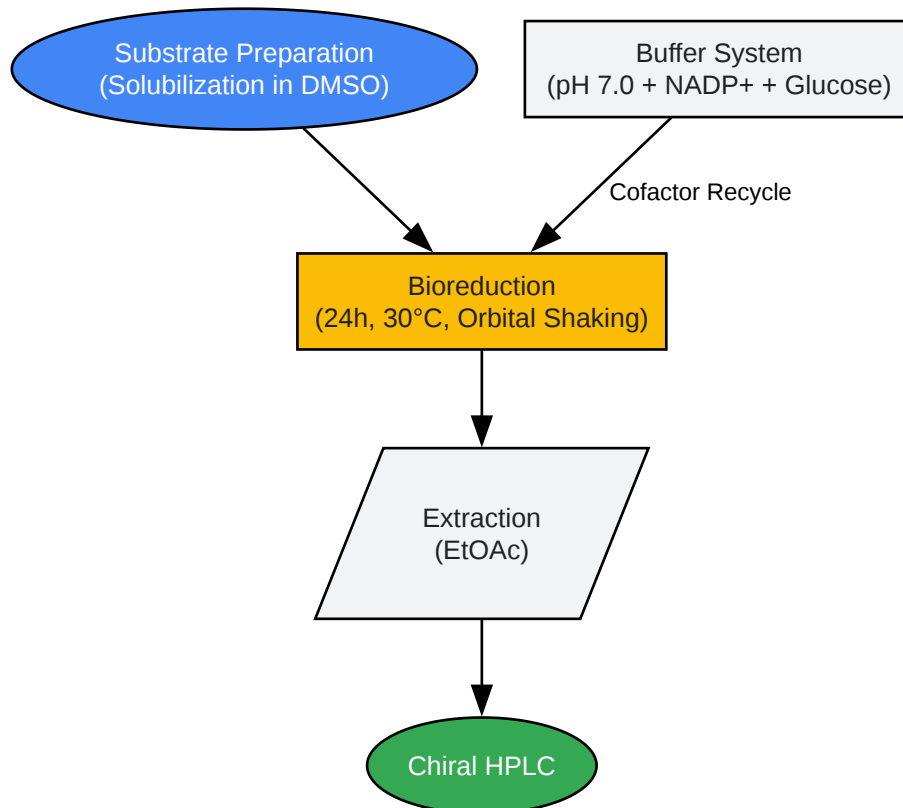 Substrate Preparation
(Solubilization in DMSO)
Buffer System
(pH 7.0 + NADP+ + Glucose)
Cofactor Recycle
Bioreduction
(24h, 30°C, Orbital Shaking)
Extraction
(EtOAc)
Chiral HPLC